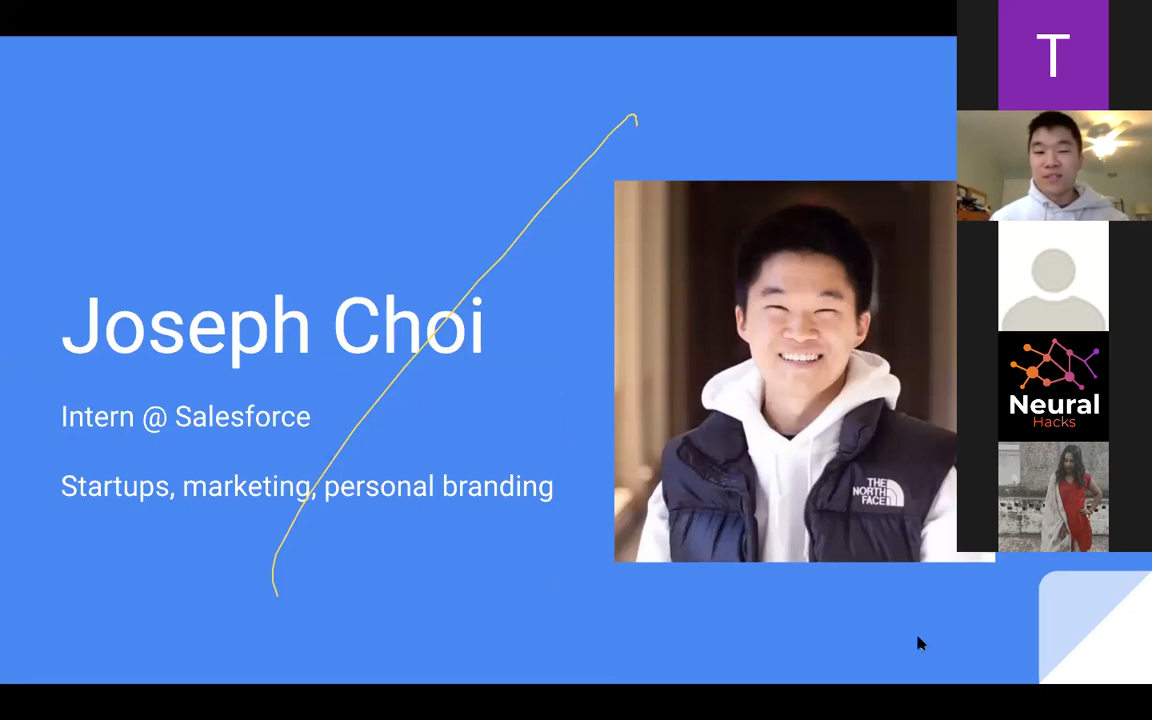 Joseph Choi
Intern @ Salesforce
Startups, marketing, personal branding
THE
NORTH
FACE
T
Neural
Hacks